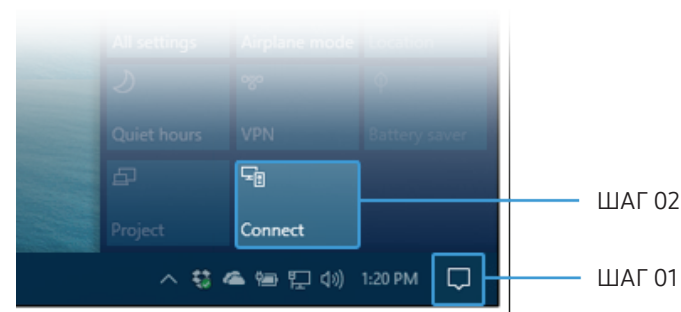 All settings Airplane mode Location
Quiet hours VPN Battery saver
Project Connect
ШАГ 02
1:20 PM
ШАГ 01